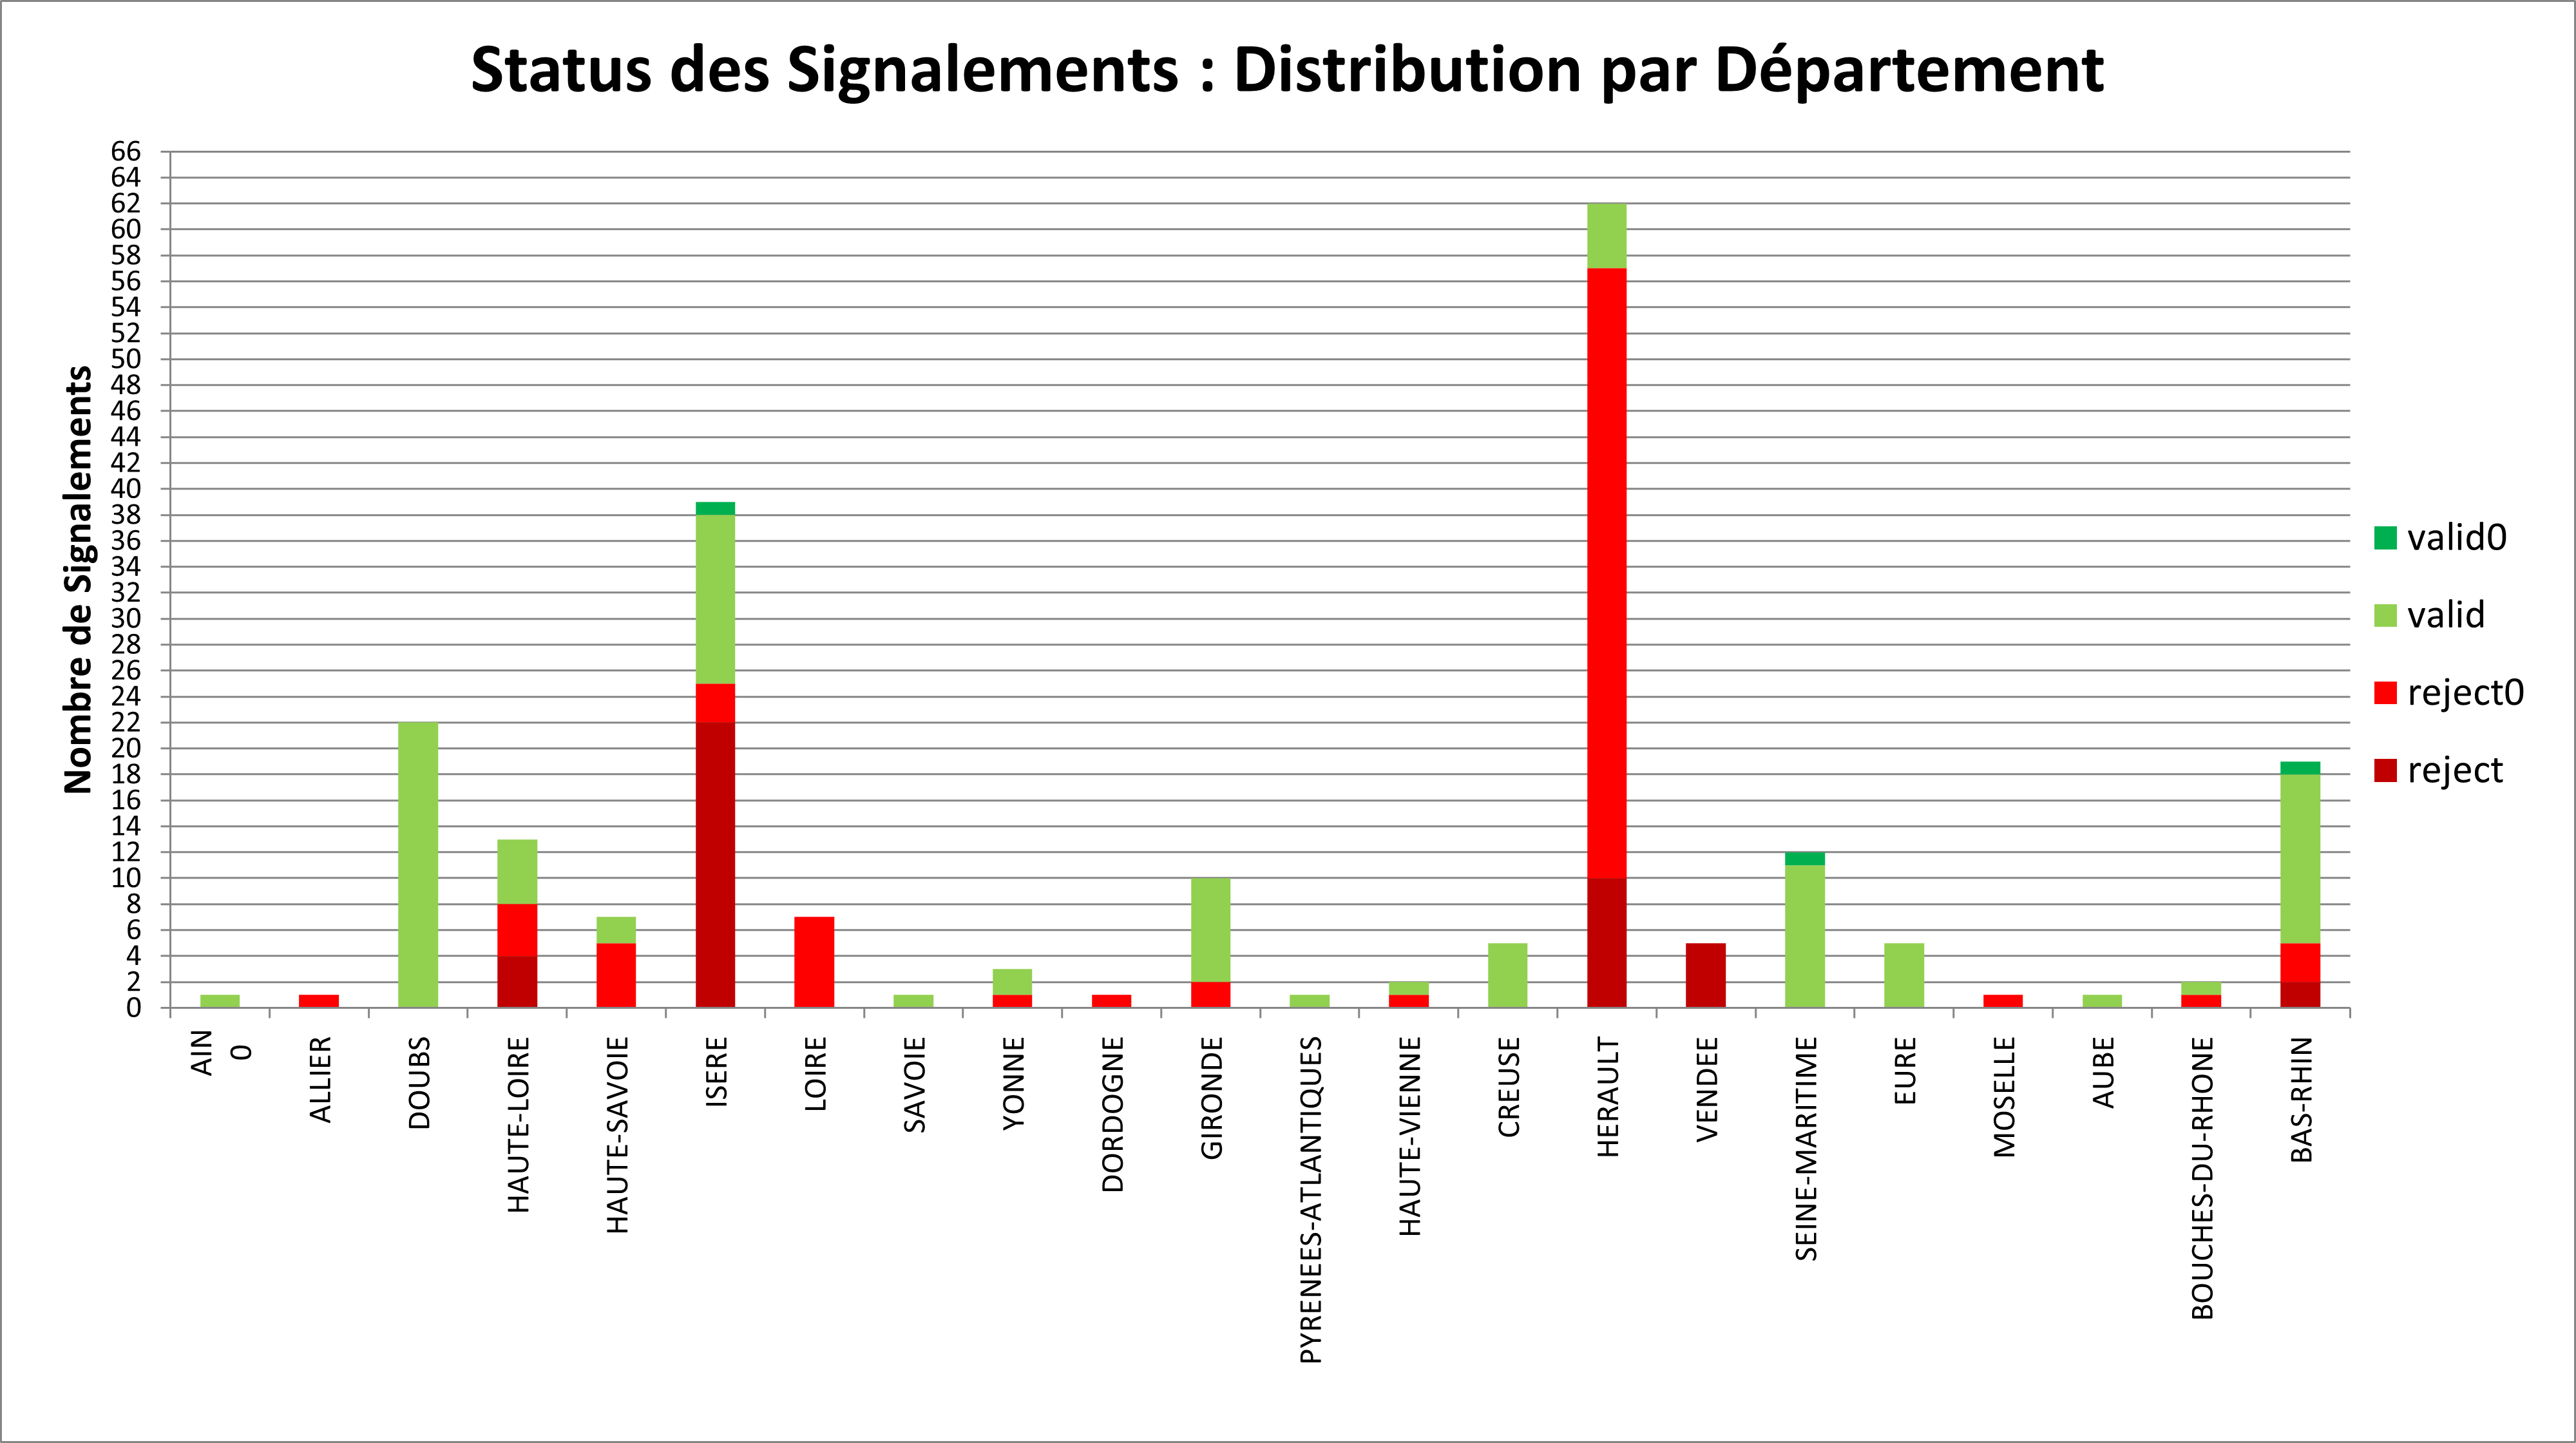 Status des Signalements : Distribution par Département
Nombre de Signalements
66
64
62
60
58
56
54
52
50
48
46
44
42
40
38
36
34
32
30
28
26
24
22
20
18
16
14
12
10
8
6
4
2
0
AIN
0
ALLIER
DOUBS
HAUTE-LOIRE
HAUTE-SAVOIE
ISERE
LOIRE
SAVOIE
YONNE
DORDOGNE
GIRONDE
PYRENEES-ATLANTIQUES
HAUTE-VIENNE
CREUSE
HERAULT
VENDEE
SEINE-MARITIME
EURE
MOSELLE
AUBE
BOUCHES-DU-RHONE
BAS-RHIN
valid0
valid
reject0
reject